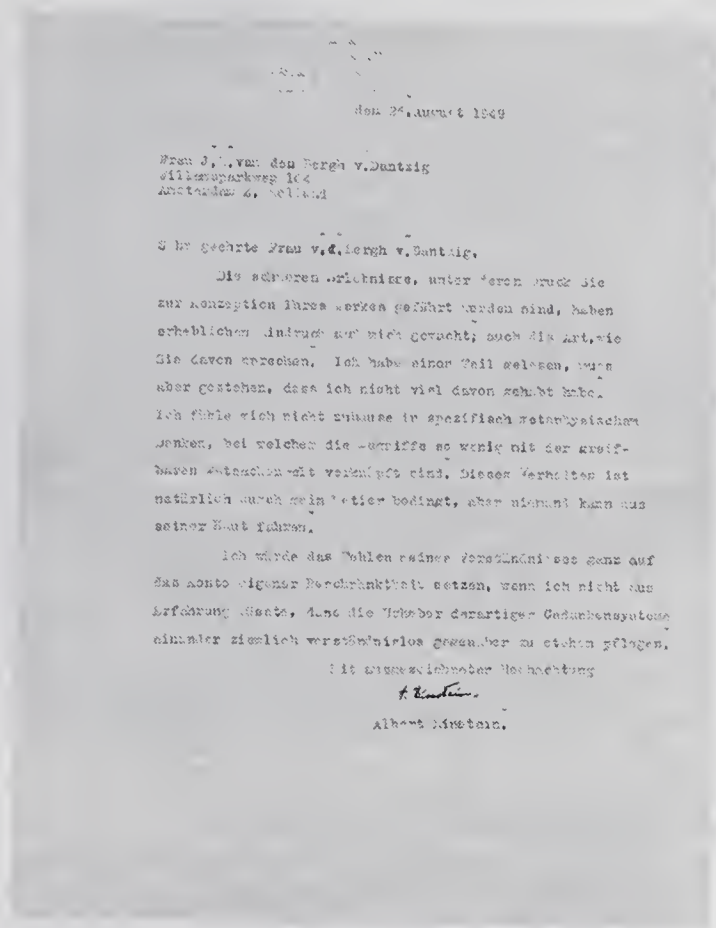 den 24.August 1949
Frau J. van den Bergh v.Dantzig
Willemsparkweg
Amsterdam Z, Holland
Sehr geehrte Frau v.d.Bergh v.Dantzig,
Die schweren Erlebnisse, unter deren Druck Sie
zur Konzeption Ihres Werkes geführt worden sind, haben
erheblichen Eindruck auf mich gemacht; auch die Art,wie
Sie davon sprechen. Ich habe einen Teil gelesen, muss
aber gestehen, dass ich nicht viel davon gehabt habe.
Ich fühle mich nicht zuhause in spezifisch metaphysischem
Denken, bei welchem die Begriffe so wenig mit der greif-
baren Tatsachenwelt verknüpft sind. Dieses Verhalten ist
natürlich durch mein Metier bedingt, aber niemand kann aus
seiner Haut fahren.
Ich würde das Fehlen meines Verständnisses ganz auf
das Konto eigener Beschränktheit setzen, wenn ich nicht aus
Erfahrung wüsste, dass die Urheber derartiger Gedankensysteme
einander ziemlich verständnislos gegenüber zu stehen pflegen.
Mit ausgezeichneter Hochachtung
A. Einstein.
Albert Einstein.